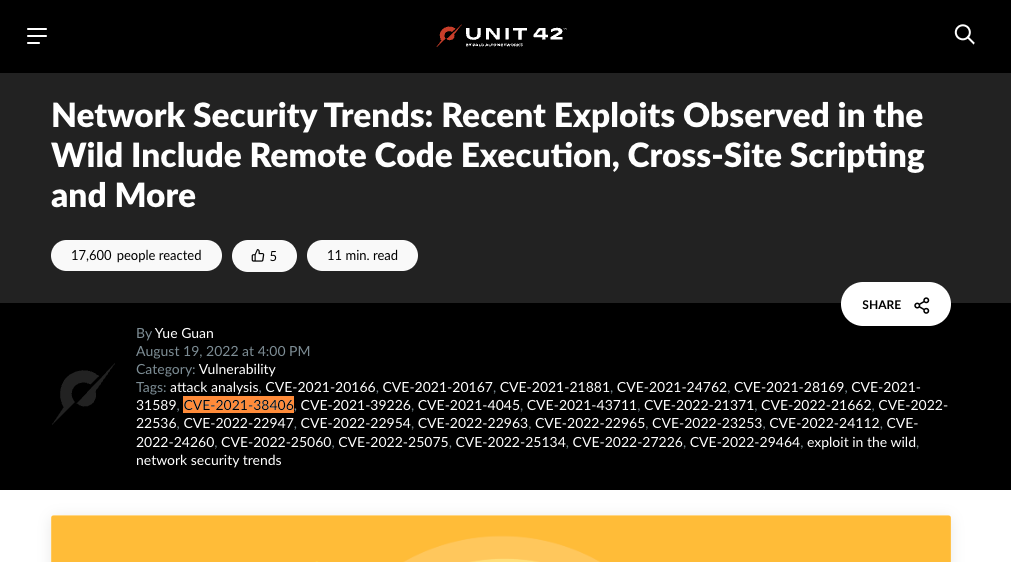 UNIT 42
BY PALO ALTO NETWORKS
Network Security Trends: Recent Exploits Observed in the
Wild Include Remote Code Execution, Cross-Site Scripting
and More
17,600 people reacted
5
11 min. read
SHARE
By Yue Guan
August 19, 2022 at 4:00 PM
Category: Vulnerability
Tags: attack analysis, CVE-2021-20166, CVE-2021-20167, CVE-2021-21881, CVE-2021-24762, CVE-2021-28169, CVE-2021-
31589, CVE-2021-38406, CVE-2021-39226, CVE-2021-4045, CVE-2021-43711, CVE-2022-21371, CVE-2022-21662, CVE-2022-
22536, CVE-2022-22947, CVE-2022-22954, CVE-2022-22963, CVE-2022-22965, CVE-2022-23253, CVE-2022-24112, CVE-
2022-24260, CVE-2022-25060, CVE-2022-25075, CVE-2022-25134, CVE-2022-27226, CVE-2022-29464, exploit in the wild,
network security trends